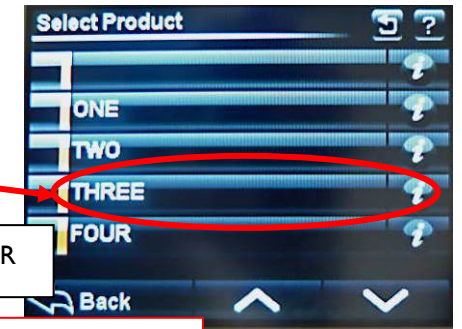 Select Product
?
ONE
TWO
THREE
FOUR
R
Back